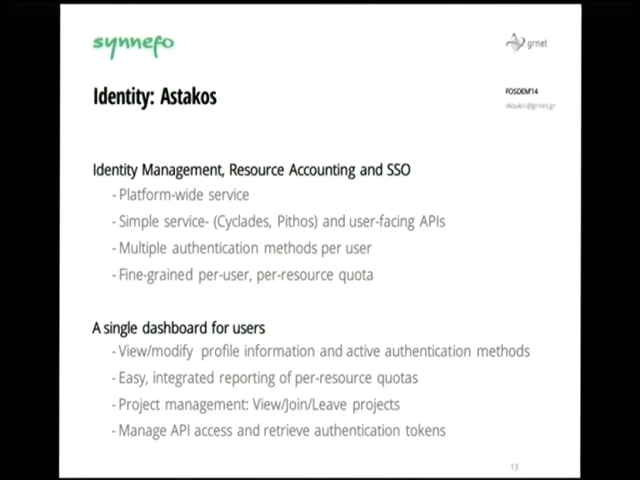 synnefo
grnet
Identity: Astakos
FOSDEM'14
vkoukis@grnet.gr
Identity Management, Resource Accounting and SSO
- Platform-wide service
- Simple service- (Cyclades, Pithos) and user-facing APIs
- Multiple authentication methods per user
- Fine-grained per-user, per-resource quota
A single dashboard for users
- View/modify profile information and active authentication methods
- Easy, integrated reporting of per-resource quotas
- Project management: View/Join/Leave projects
- Manage API access and retrieve authentication tokens
13